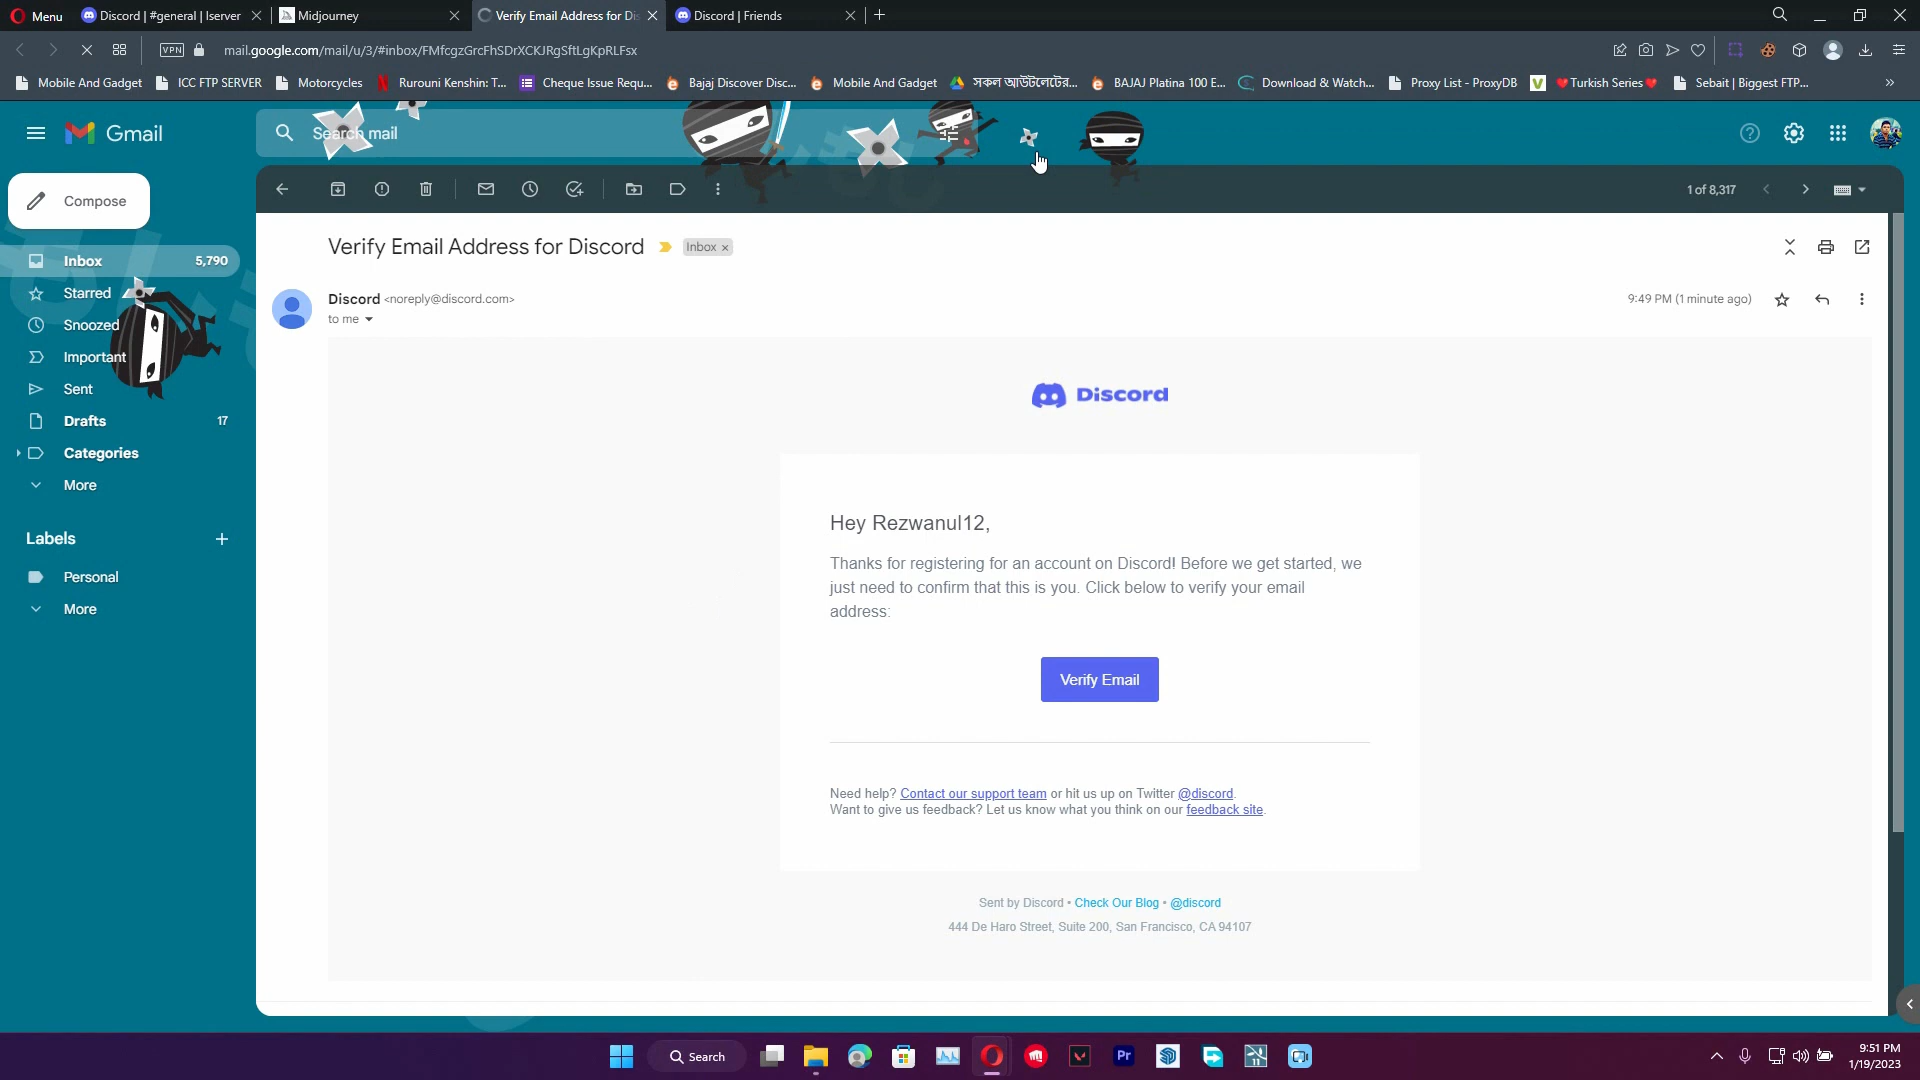 Menu
Discord | #general | Iserver
Midjourney
Verify Email Address for Dis
Discord | Friends
VPN
mail.google.com/mail/u/3/#inbox/FMfcgzGrcFhSDrXCKJRgSftLgKpRLFsx
Mobile And Gadget
ICC FTP SERVER
Motorcycles
Rurouni Kenshin: T...
Cheque Issue Requ...
Bajaj Discover Disc...
Mobile And Gadget
সকল আউটলেটের...
BAJAJ Platina 100 E...
Download & Watch...
Proxy List - ProxyDB
Turkish Series
Sebait | Biggest FTP...
Gmail
Search mail
Compose
1 of 8,317
Inbox 5,790
Starred
Snoozed
Important
Sent
Drafts 17
Categories
More
Labels
Personal
More
Verify Email Address for Discord
Inbox
Discord <noreply@discord.com>
9:49 PM (1 minute ago)
to me
Discord
Hey Rezwanul12,
Thanks for registering for an account on Discord! Before we get started, we
just need to confirm that this is you. Click below to verify your email
address:
Verify Email
Need help? Contact our support team or hit us up on Twitter @discord.
Want to give us feedback? Let us know what you think on our feedback site.
Sent by Discord • Check Our Blog • @discord
444 De Haro Street, Suite 200, San Francisco, CA 94107
Search
Pr
11
9:51 PM
1/19/2023